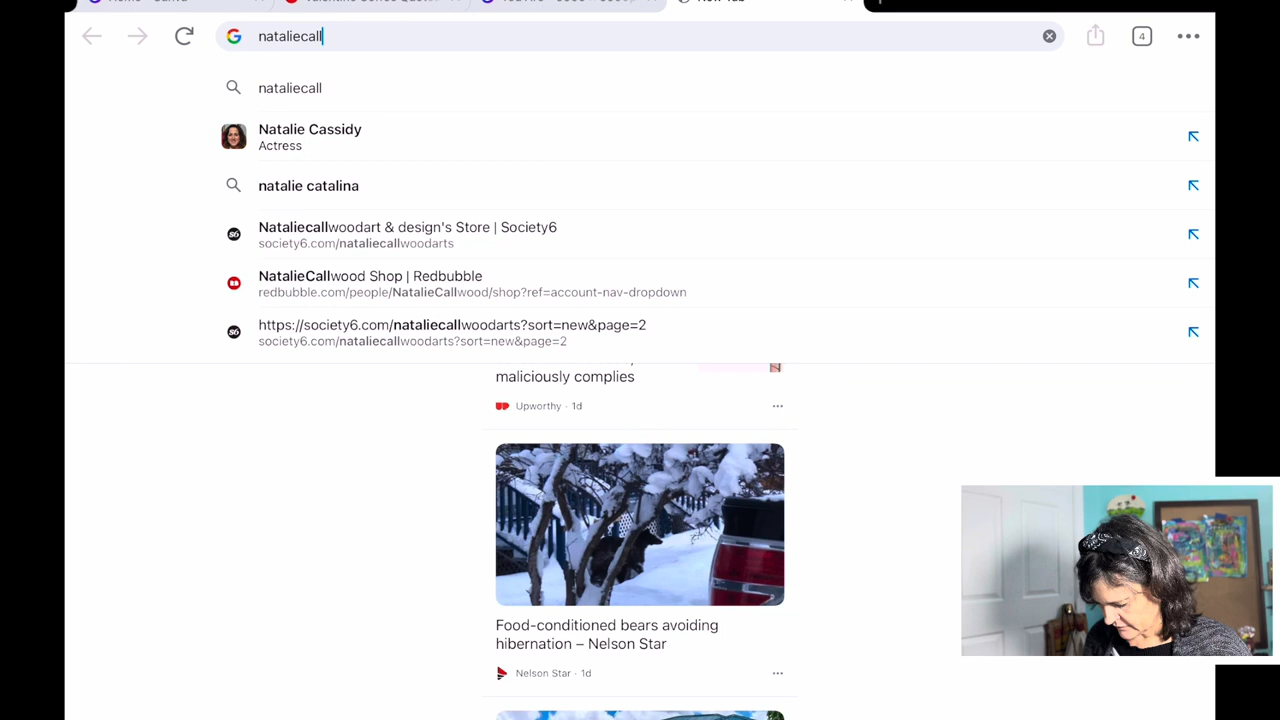 nataliecall
4
nataliecall
Natalie Cassidy
Actress
natalie catalina
Nataliecallwoodart & design's Store | Society6
society6.com/nataliecallwoodarts
NatalieCallwood Shop | Redbubble
redbubble.com/people/NatalieCallwood/shop?ref=account-nav-dropdown
https://society6.com/nataliecallwoodarts?sort=new&page=2
society6.com/nataliecallwoodarts?sort=new&page=2
maliciously complies
Upworthy · 1d
Food-conditioned bears avoiding
hibernation – Nelson Star
Nelson Star · 1d